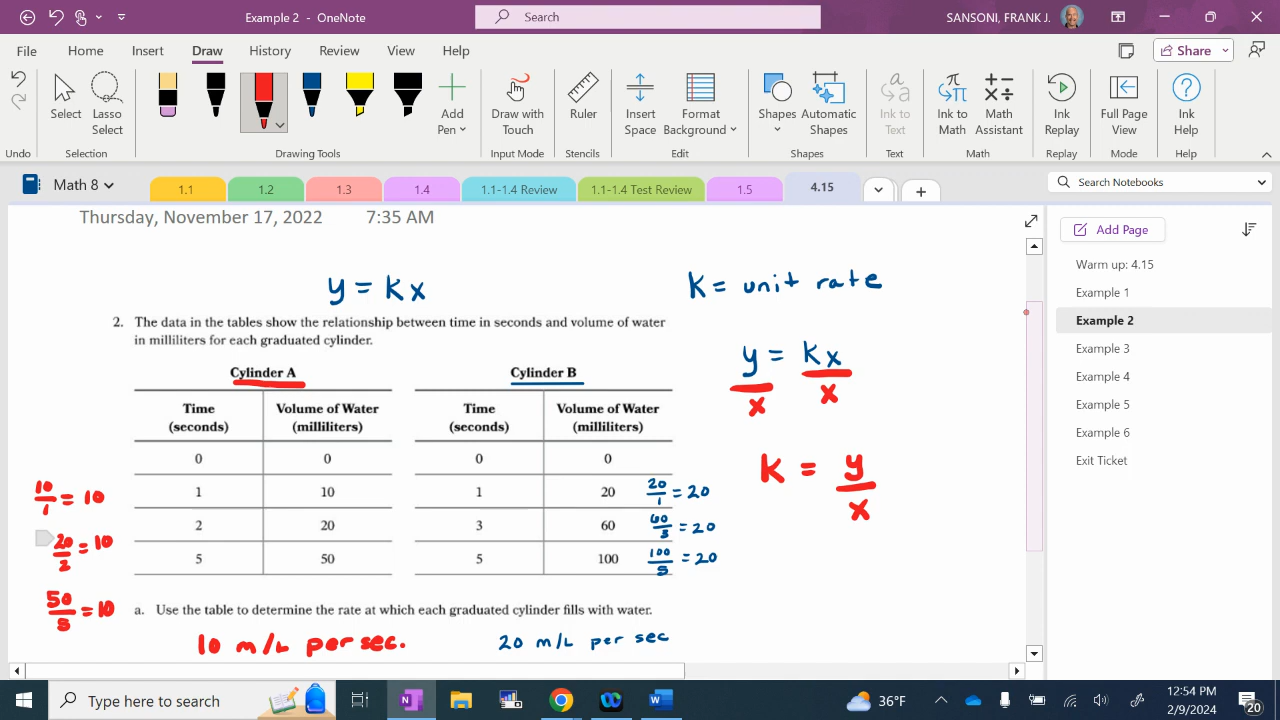 Example 2 - OneNote
Search
SANSONI, FRANK J.
File Home Insert Draw History Review View Help
Share
Select
Lasso Select
Add Pen
Draw with Touch
Ruler
Insert Space
Format Background
Shapes
Automatic Shapes
Ink to Text
Ink to Math
Math Assistant
Ink Replay
Full Page View
Ink Help
Undo Selection Drawing Tools Input Mode Stencils Edit Shapes Text Math Replay Mode Help
Math 8 1.1 1.2 1.3 1.4 1.1-1.4 Review 1.1-1.4 Test Review 1.5 4.15
Search Notebooks
Thursday, November 17, 2022 7:35 AM
Add Page
Warm up: 4.15
Example 1
Example 2
Example 3
Example 4
Example 5
Example 6
Exit Ticket
y = kx
k = unit rate
2. The data in the tables show the relationship between time in seconds and volume of water
in milliliters for each graduated cylinder.
Cylinder A
Time (seconds) Volume of Water (milliliters)
0 0
1 10
2 20
5 50
10/1 = 10
20/2 = 10
50/5 = 10
Cylinder B
Time (seconds) Volume of Water (milliliters)
0 0
1 20
3 60
5 100
20/1 = 20
60/3 = 20
100/5 = 20
y = kx
x x
k = y/x
a. Use the table to determine the rate at which each graduated cylinder fills with water.
10 m/L per sec.
20 m/L per sec
Type here to search
36°F
12:54 PM
2/9/2024
20